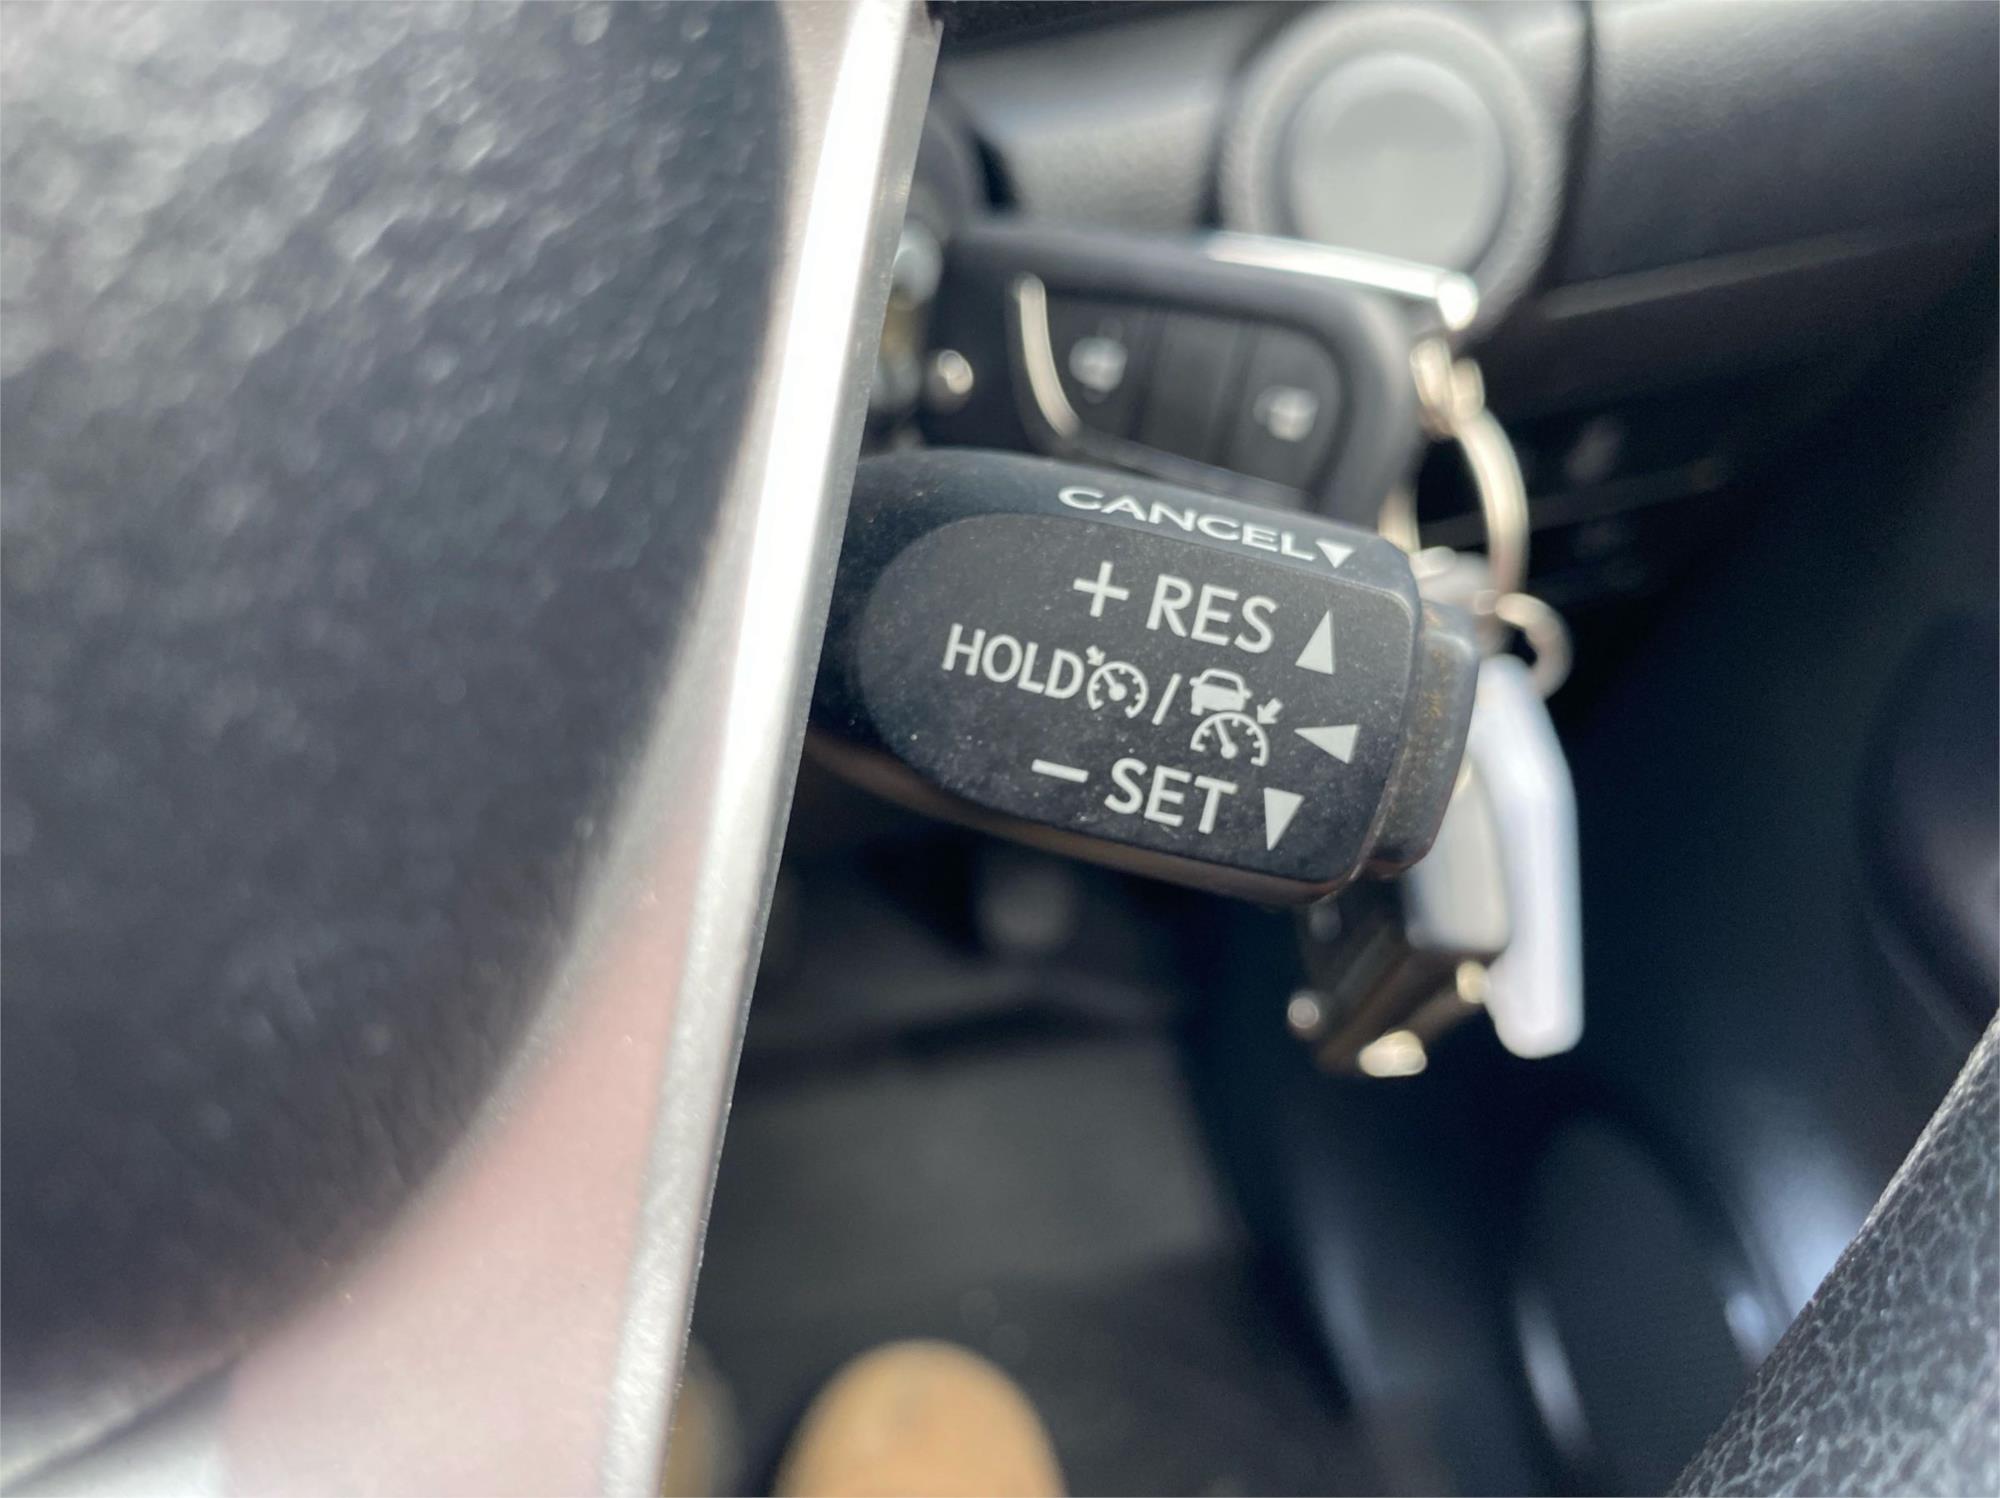 CANCEL
+ RES
HOLD /
- SET